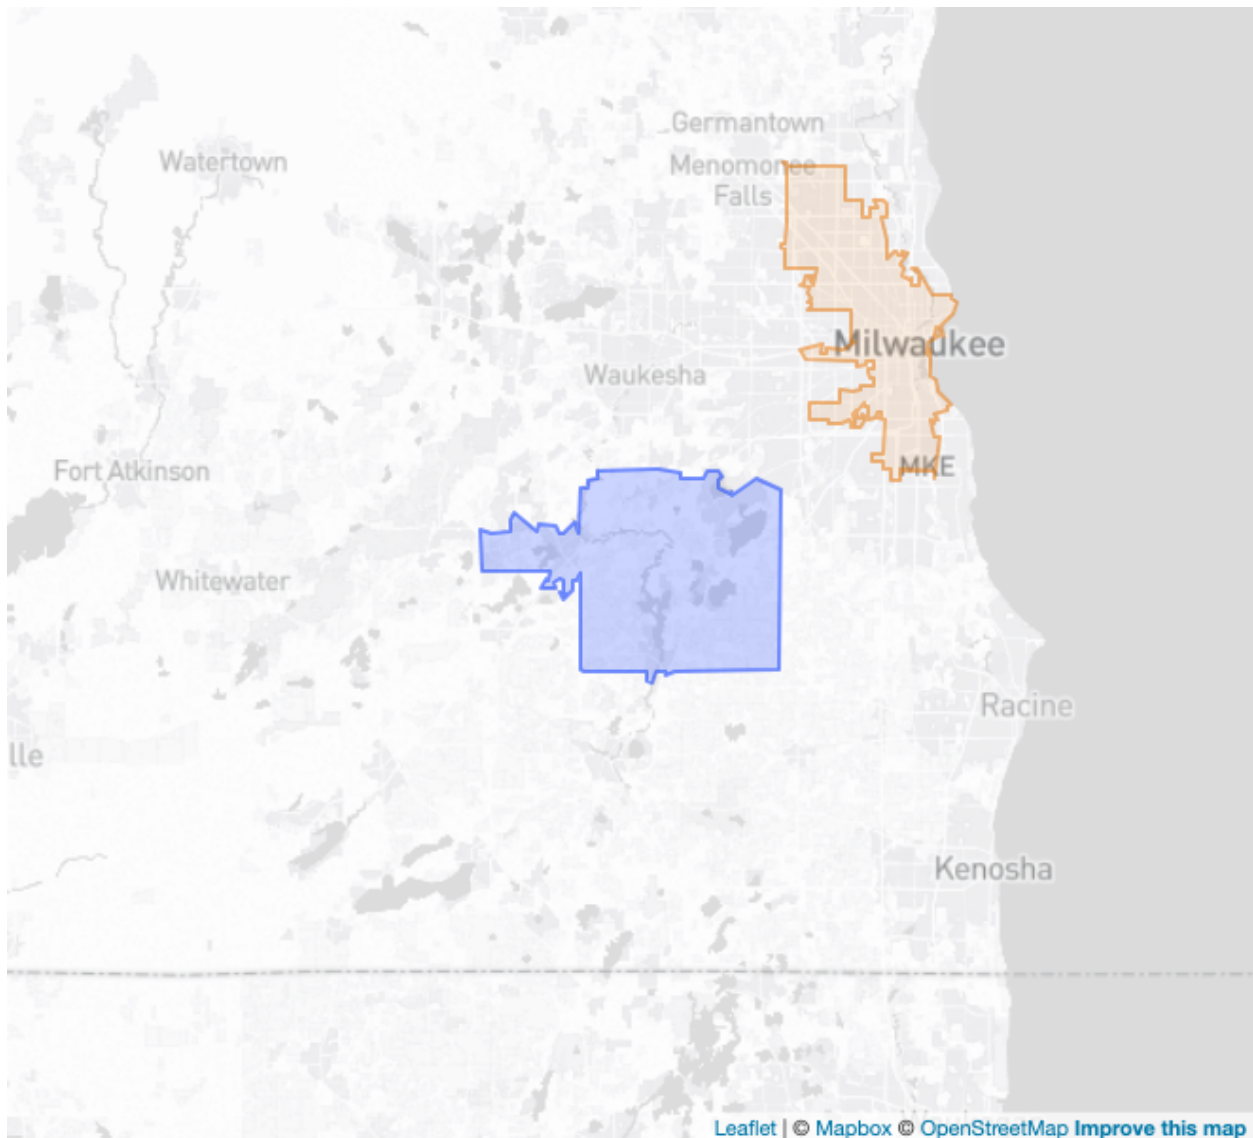 Germantown
Watertown
Menomonee
Falls
Milwaukee
Waukesha
Fort Atkinson
MKE
Whitewater
Racine
lle
Kenosha
Leaflet | © Mapbox © OpenStreetMap Improve this map